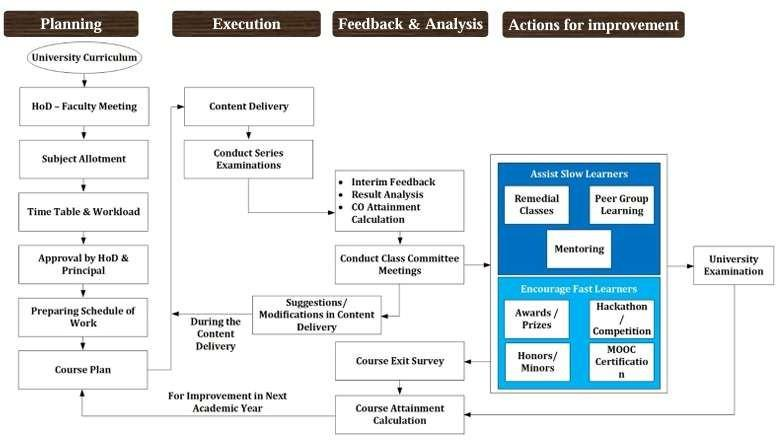 Planning
Execution
Feedback & Analysis
Actions for improvement
University Curriculum
HoD – Faculty Meeting
Subject Allotment
Time Table & Workload
Approval by HoD &
Principal
Preparing Schedule of
Work
Course Plan
Content Delivery
Conduct Series
Examinations
• Interim Feedback
• Result Analysis
• CO Attainment
Calculation
Conduct Class Committee
Meetings
Suggestions/
Modifications in Content
Delivery
During the
Content
Delivery
Course Exit Survey
For Improvement in Next
Academic Year
Course Attainment
Calculation
Assist Slow Learners
Remedial
Classes
Peer Group
Learning
Mentoring
Encourage Fast Learners
Awards /
Prizes
Hackathon
/
Competition
Honors/
Minors
MOOC
Certificatio
n
University
Examination